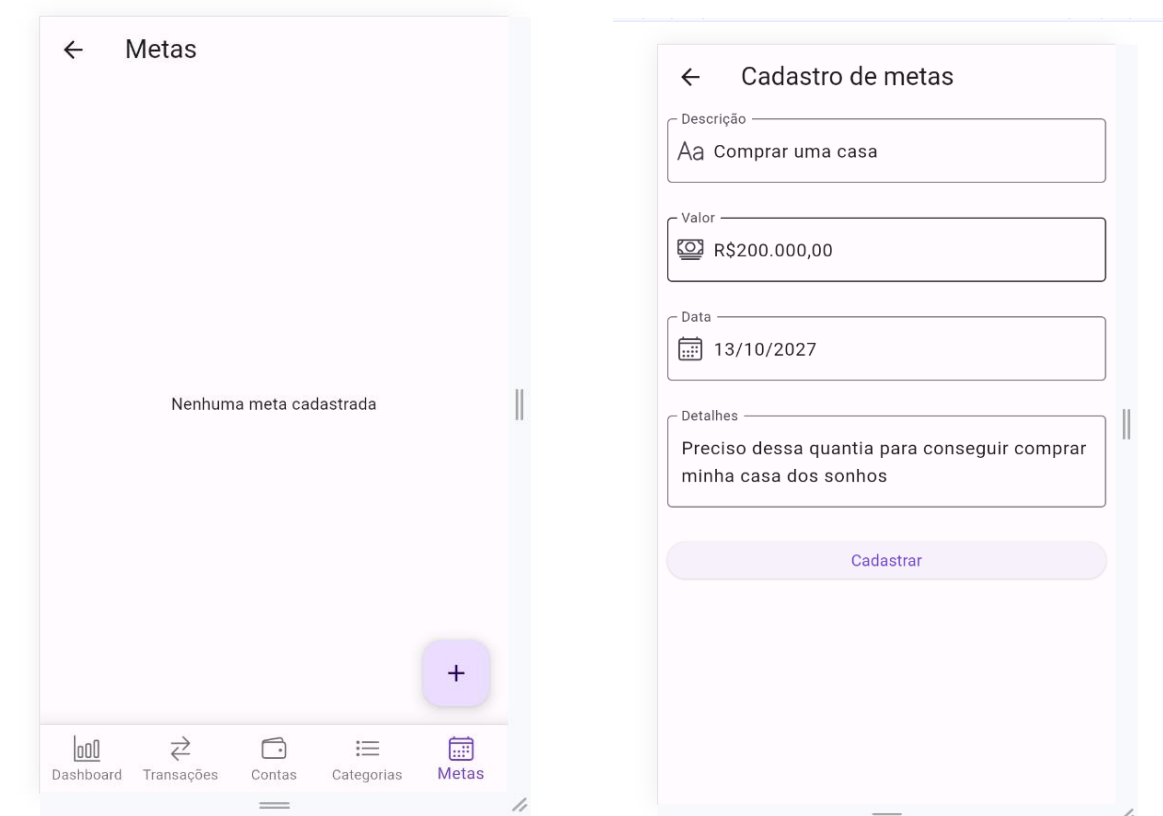 Metas
Nenhuma meta cadastrada
+
Dashboard
Transações
Contas
Categorias
Metas
Cadastro de metas
Descrição
Aa Comprar uma casa
Valor
R$200.000,00
Data
13/10/2027
Detalhes
Preciso dessa quantia para conseguir comprar
minha casa dos sonhos
Cadastrar